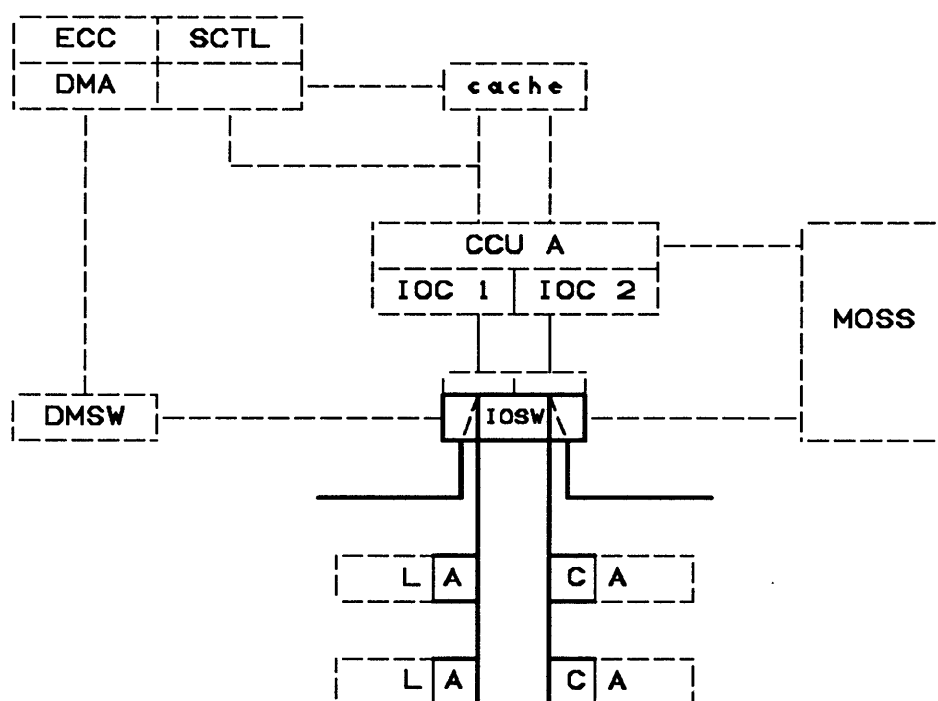 ECC SCTL
DMA
cache
CCU A
IOC 1 IOC 2
MOSS
DMSW
IOSW
L A C A
L A C A